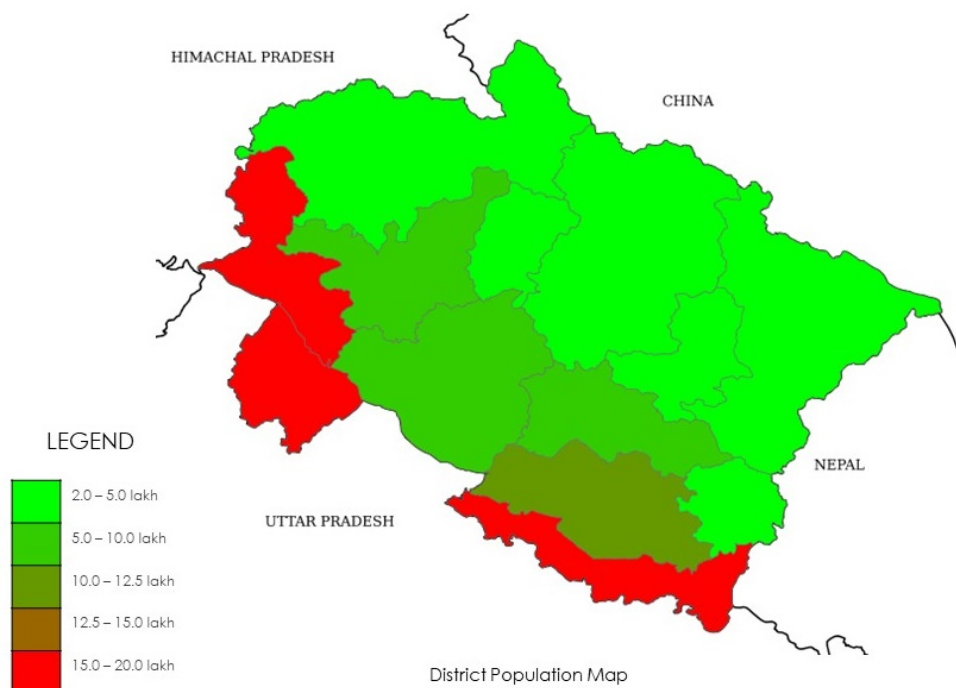 HIMACHAL PRADESH
CHINA
LEGEND
NEPAL
2.0 – 5.0 lakh
UTTAR PRADESH
5.0 – 10.0 lakh
10.0 – 12.5 lakh
12.5 – 15.0 lakh
15.0 – 20.0 lakh
District Population Map